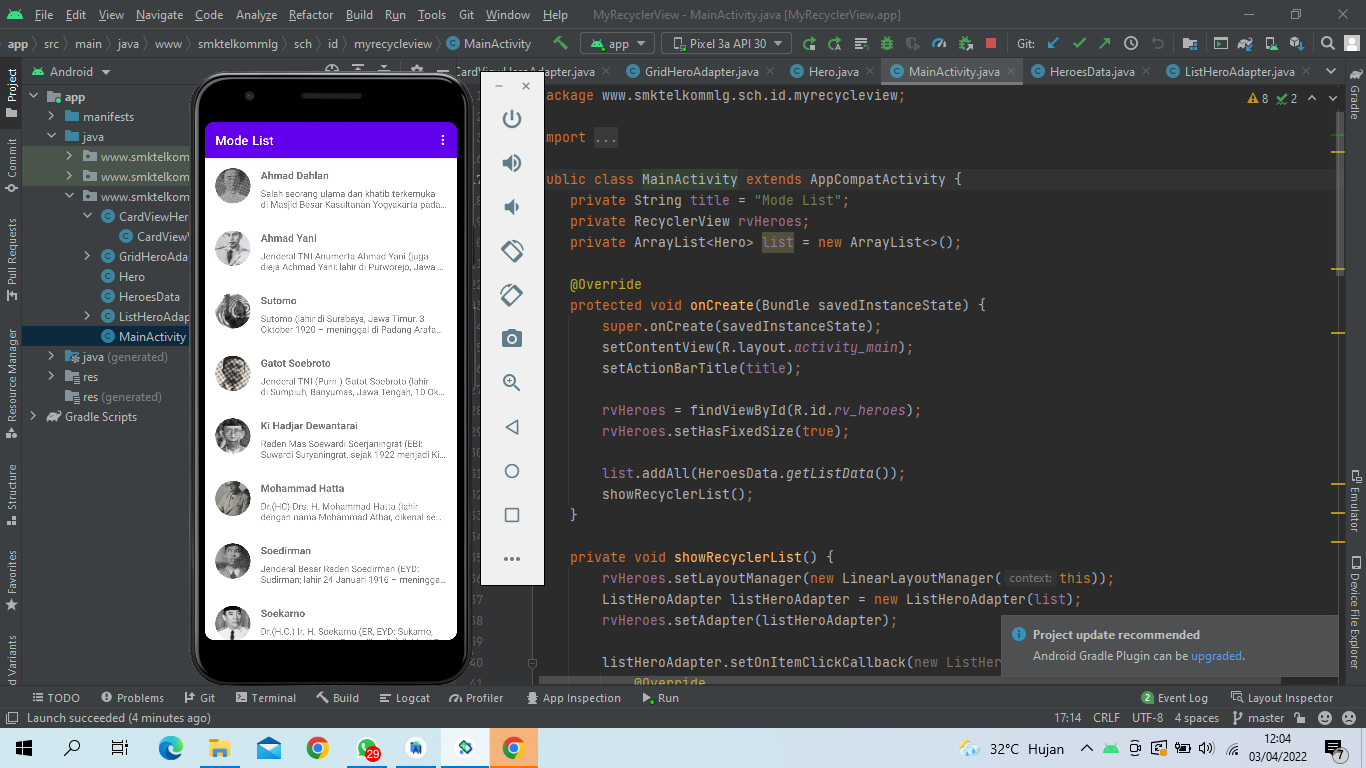 File Edit View Navigate Code Analyze Refactor Build Run Tools Git Window Help MyRecyclerView - MainActivity.java [MyRecyclerView.app]
app src main java www smktelkommlg sch id myrecycleview MainActivity app Pixel 3a API 30 Git:
Android
CardViewHeroAdapter.java GridHeroAdapter.java Hero.java MainActivity.java HeroesData.java ListHeroAdapter.java
Project
Commit
Pull Requests
Resource Manager
Structure
Favorites
d Variants
app
manifests
java
www.smktelkomm
www.smktelkomm
www.smktelkomm
CardViewHer
CardViewV
GridHeroAda
Hero
HeroesData
ListHeroAdap
MainActivity
java (generated)
res
res (generated)
Gradle Scripts
Mode List
Ahmad Dahlan
Salah seorang ulama dan khatib terkemuka
di Masjid Besar Kasultanan Yogyakarta pada...
Ahmad Yani
Jenderal TNI Anumerta Ahmad Yani (juga
dieja Achmad Yani; lahir di Purworejo, Jawa ...
Sutomo
Sutomo (lahir di Surabaya, Jawa Timur, 3
Oktober 1920 – meninggal di Padang Arafa...
Gatot Soebroto
Jenderal TNI (Purn.) Gatot Soebroto (lahir
di Sumpiuh, Banyumas, Jawa Tengah, 10 Ok...
Ki Hadjar Dewantarai
Raden Mas Soewardi Soerjaningrat (EBI:
Suwardi Suryaningrat, sejak 1922 menjadi Ki...
Mohammad Hatta
Dr.(HC) Drs. H. Mohammad Hatta (lahir
dengan nama Mohammad Athar, dikenal se...
Soedirman
Jenderal Besar Raden Soedirman (EYD:
Sudirman; lahir 24 Januari 1916 – meningga...
Soekarno
Dr.(H.C.) Ir. H. Soekarno (ER, EYD: Sukarno,
ackage www.smktelkommlg.sch.id.myrecycleview;
mport ...
ublic class MainActivity extends AppCompatActivity {
private String title = "Mode List";
private RecyclerView rvHeroes;
private ArrayList<Hero> list = new ArrayList<>();
@Override
protected void onCreate(Bundle savedInstanceState) {
super.onCreate(savedInstanceState);
setContentView(R.layout.activity_main);
setActionBarTitle(title);
rvHeroes = findViewById(R.id.rv_heroes);
rvHeroes.setHasFixedSize(true);
list.addAll(HeroesData.getListData());
showRecyclerList();
}
private void showRecyclerList() {
rvHeroes.setLayoutManager(new LinearLayoutManager( context: this));
37 ListHeroAdapter listHeroAdapter = new ListHeroAdapter(list);
38 rvHeroes.setAdapter(listHeroAdapter);
39
40 listHeroAdapter.setOnItemClickCallback(new ListHer
41 @Override
8 2
Gradle
Emulator
Device File Explorer
Project update recommended
Android Gradle Plugin can be upgraded.
TODO Problems Git Terminal Build Logcat Profiler App Inspection Run 2 Event Log Layout Inspector
Launch succeeded (4 minutes ago) 17:14 CRLF UTF-8 4 spaces master
29
32°C Hujan
12:04
03/04/2022
7